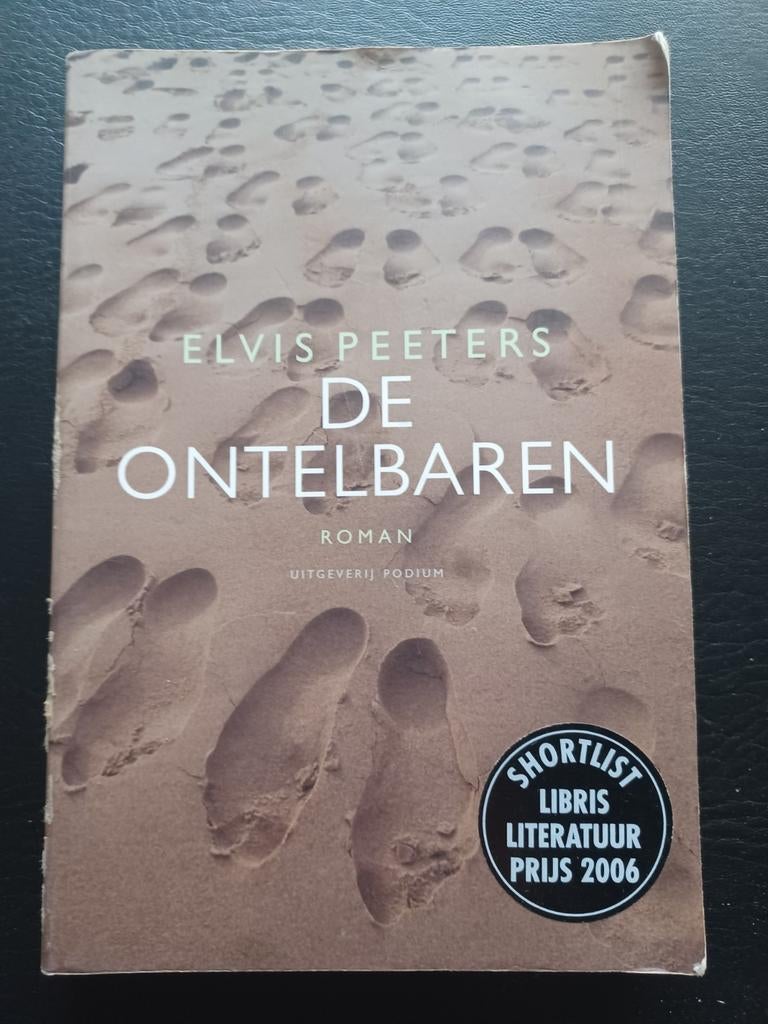 ELVIS PEETERS
DE
ONTELBAREN
ROMAN
UITGEVERIJ PODIUM
SHORTLIST
LIBRIS
LITERATUUR
PRIJS 2006